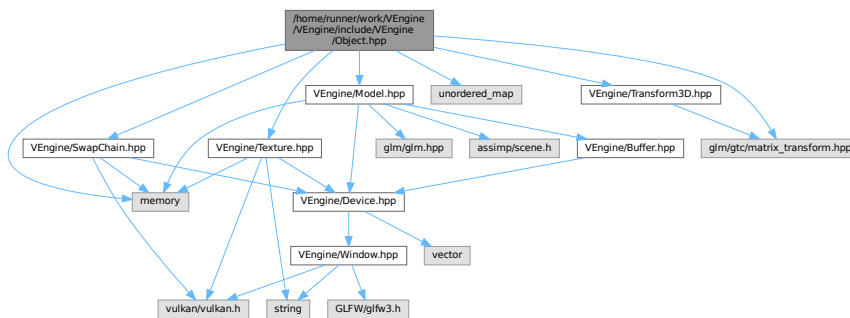 /home/runner/work/VEngine
/VEngine/include/VEngine
/Object.hpp
VEngine/Model.hpp
unordered_map
VEngine/Transform3D.hpp
VEngine/SwapChain.hpp
VEngine/Texture.hpp
glm/glm.hpp
assimp/scene.h
VEngine/Buffer.hpp
glm/gtc/matrix_transform.hpp
memory
VEngine/Device.hpp
VEngine/Window.hpp
vector
vulkan/vulkan.h
string
GLFW/glfw3.h